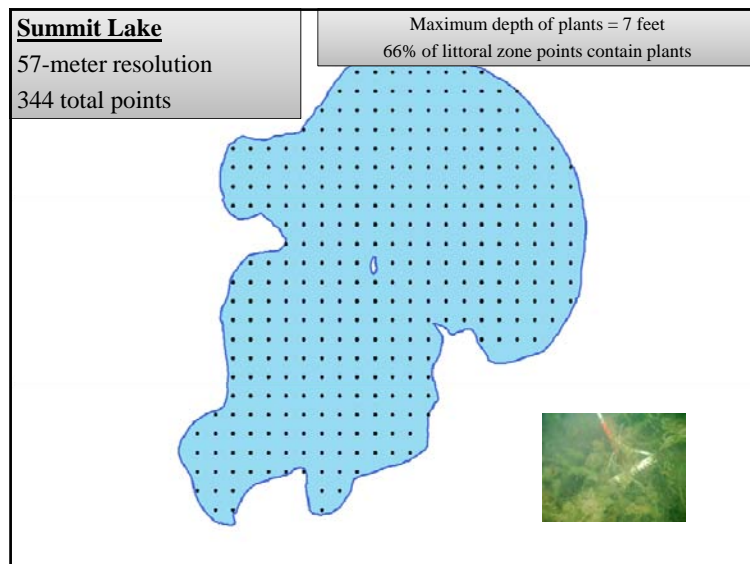 Summit Lake
57-meter resolution
344 total points
Maximum depth of plants = 7 feet
66% of littoral zone points contain plants